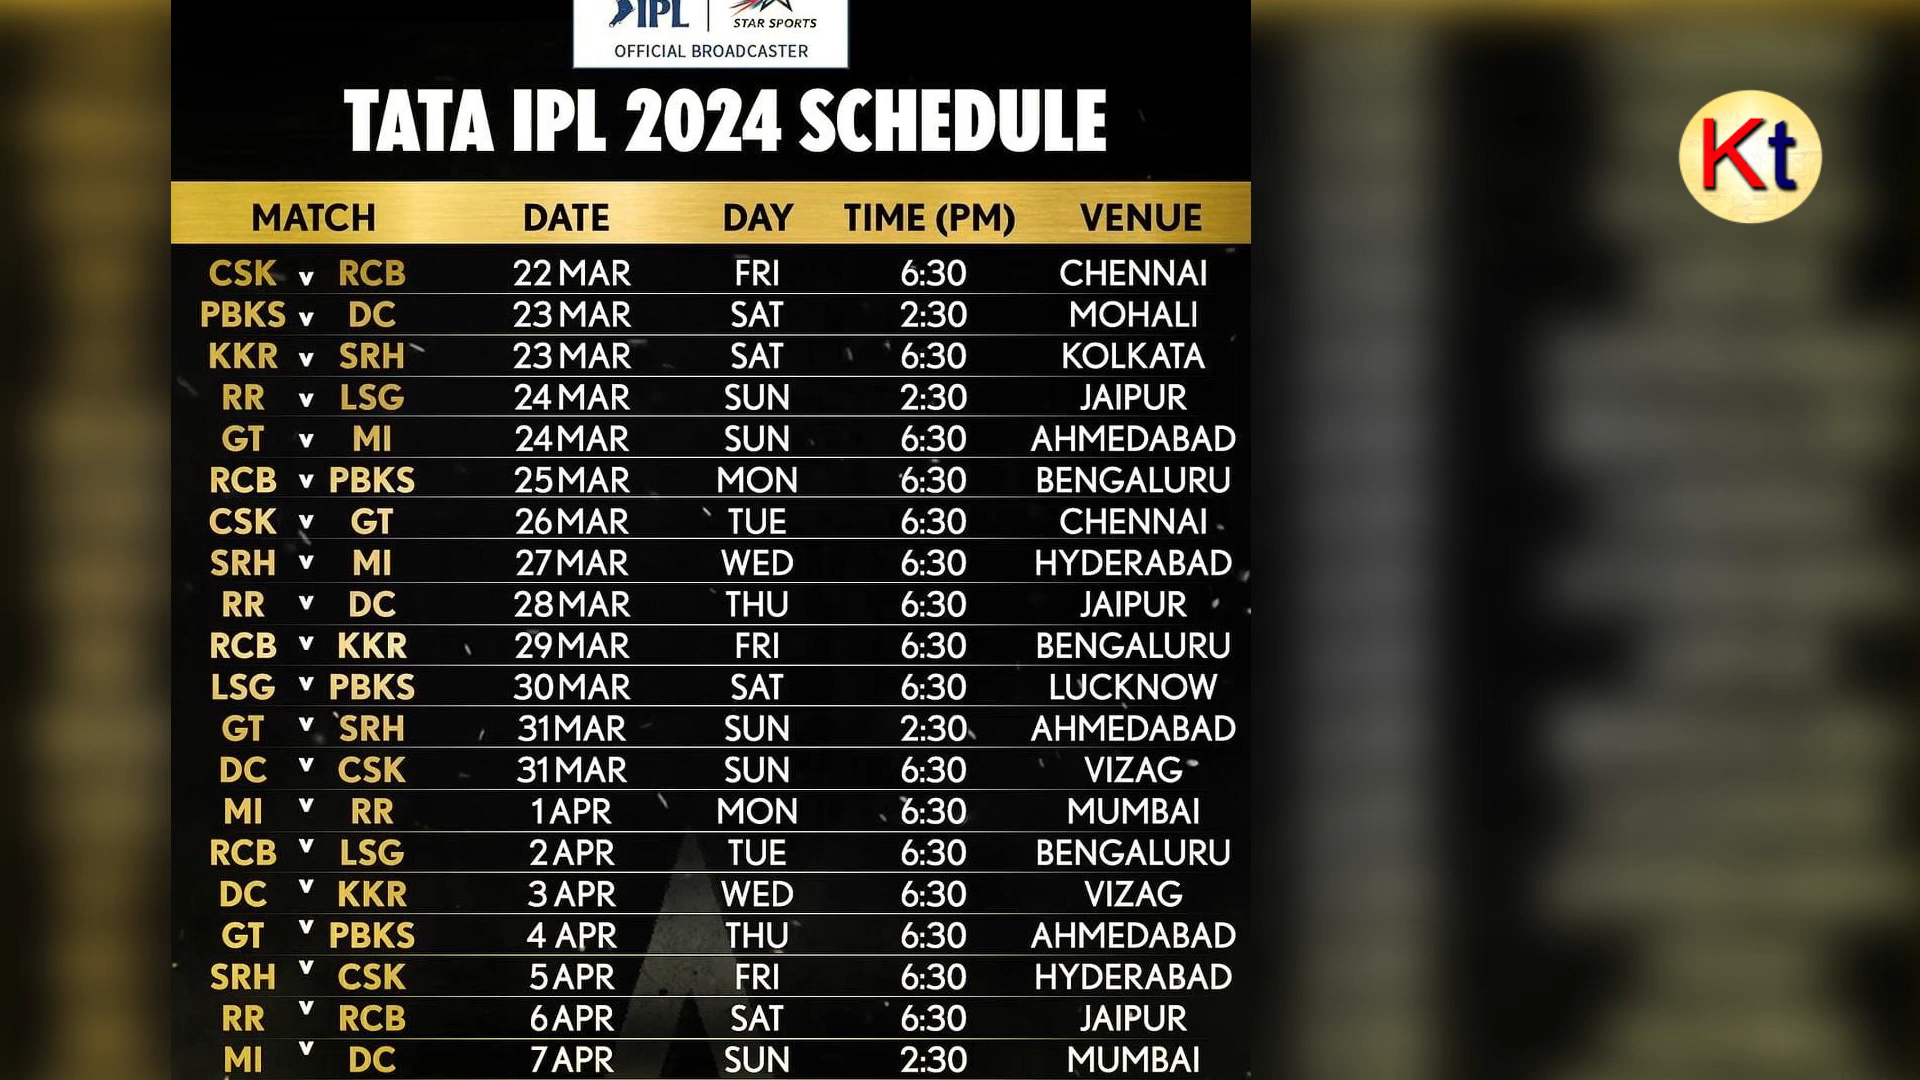 IPL STAR SPORTS
OFFICIAL BROADCASTER
TATA IPL 2024 SCHEDULE
Kt
MATCH DATE DAY TIME (PM) VENUE
CSK v RCB 22 MAR FRI 6:30 CHENNAI
PBKS v DC 23 MAR SAT 2:30 MOHALI
KKR v SRH 23 MAR SAT 6:30 KOLKATA
RR v LSG 24 MAR SUN 2:30 JAIPUR
GT v MI 24 MAR SUN 6:30 AHMEDABAD
RCB v PBKS 25 MAR MON 6:30 BENGALURU
CSK v GT 26 MAR TUE 6:30 CHENNAI
SRH v MI 27 MAR WED 6:30 HYDERABAD
RR v DC 28 MAR THU 6:30 JAIPUR
RCB v KKR 29 MAR FRI 6:30 BENGALURU
LSG v PBKS 30 MAR SAT 6:30 LUCKNOW
GT v SRH 31 MAR SUN 2:30 AHMEDABAD
DC v CSK 31 MAR SUN 6:30 VIZAG
MI v RR 1 APR MON 6:30 MUMBAI
RCB v LSG 2 APR TUE 6:30 BENGALURU
DC v KKR 3 APR WED 6:30 VIZAG
GT v PBKS 4 APR THU 6:30 AHMEDABAD
SRH v CSK 5 APR FRI 6:30 HYDERABAD
RR v RCB 6 APR SAT 6:30 JAIPUR
MI v DC 7 APR SUN 2:30 MUMBAI